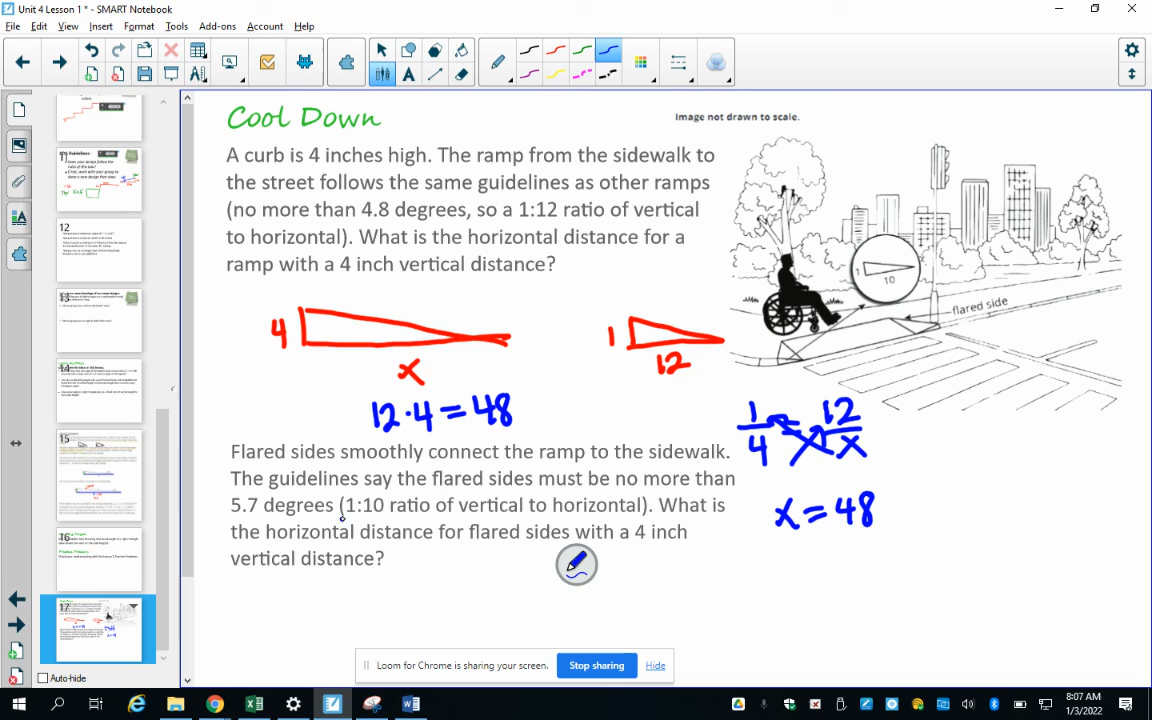 Unit 4 Lesson 1 * - SMART Notebook
File Edit View Insert Format Tools Add-ons Account Help
Cool Down
Image not drawn to scale.
A curb is 4 inches high. The ramp from the sidewalk to
the street follows the same guidelines as other ramps
(no more than 4.8 degrees, so a 1:12 ratio of vertical
to horizontal). What is the horizontal distance for a
ramp with a 4 inch vertical distance?
1
10
flared side
4
x
1
12
12·4=48
1/4 = 12/x
x=48
Flared sides smoothly connect the ramp to the sidewalk.
The guidelines say the flared sides must be no more than
5.7 degrees (1:10 ratio of vertical to horizontal). What is
the horizontal distance for flared sides with a 4 inch
vertical distance?
12
15
16
17
Auto-hide
Loom for Chrome is sharing your screen.
Stop sharing
Hide
8:07 AM
1/3/2022